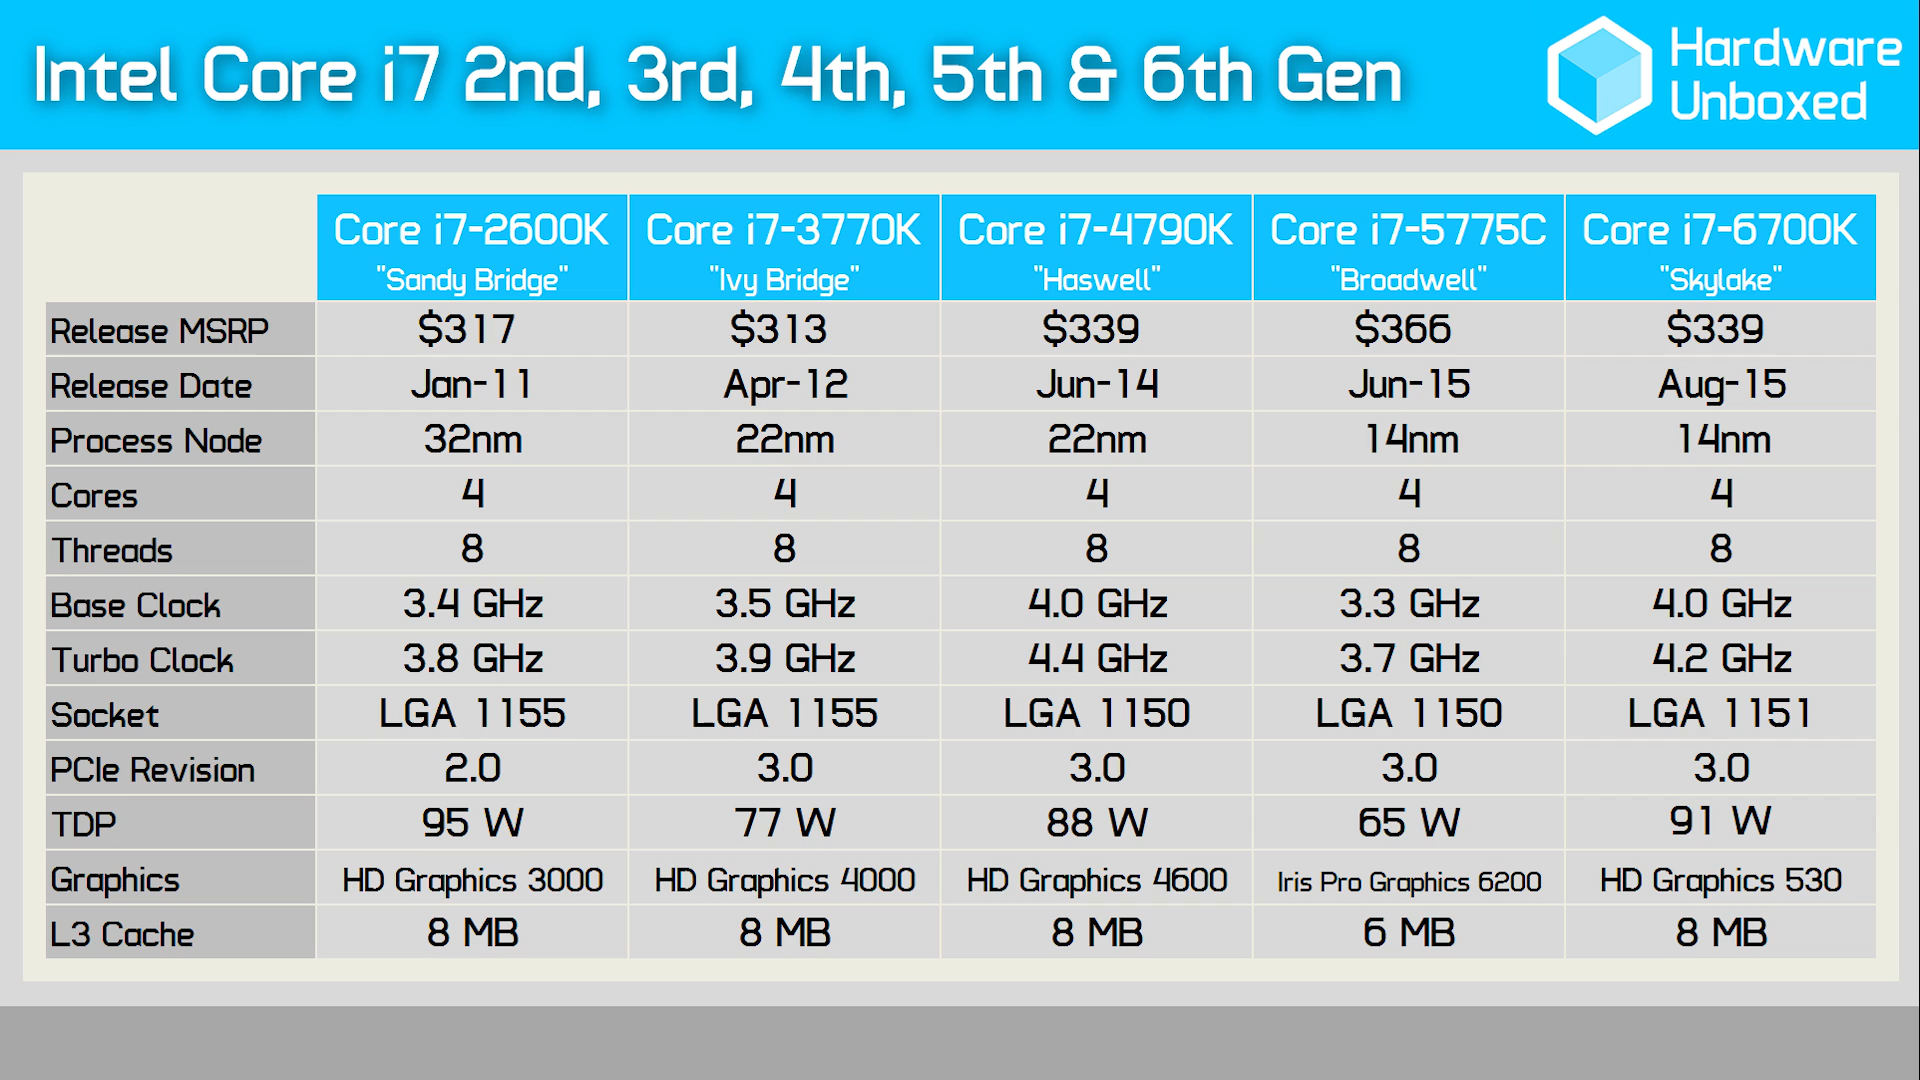 Intel Core i7 2nd, 3rd, 4th, 5th & 6th Gen
Hardware
Unboxed
Core i7-2600K Core i7-3770K Core i7-4790K Core i7-5775C Core i7-6700K
"Sandy Bridge" "Ivy Bridge" "Haswell" "Broadwell" "Skylake"
Release MSRP $317 $313 $339 $366 $339
Release Date Jan-11 Apr-12 Jun-14 Jun-15 Aug-15
Process Node 32nm 22nm 22nm 14nm 14nm
Cores 4 4 4 4 4
Threads 8 8 8 8 8
Base Clock 3.4 GHz 3.5 GHz 4.0 GHz 3.3 GHz 4.0 GHz
Turbo Clock 3.8 GHz 3.9 GHz 4.4 GHz 3.7 GHz 4.2 GHz
Socket LGA 1155 LGA 1155 LGA 1150 LGA 1150 LGA 1151
PCIe Revision 2.0 3.0 3.0 3.0 3.0
TDP 95 W 77 W 88 W 65 W 91 W
Graphics HD Graphics 3000 HD Graphics 4000 HD Graphics 4600 Iris Pro Graphics 6200 HD Graphics 530
L3 Cache 8 MB 8 MB 8 MB 6 MB 8 MB